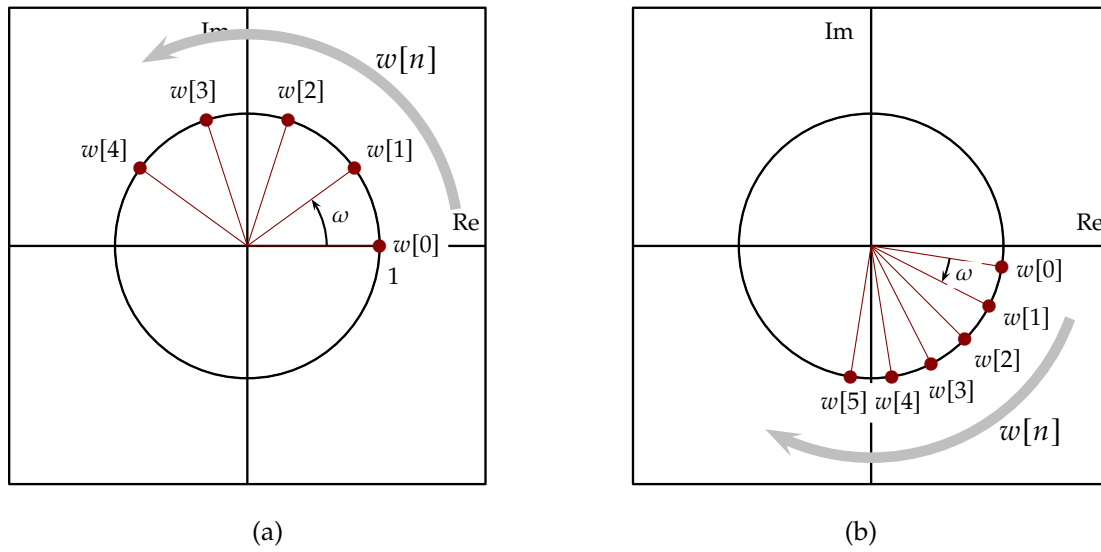 Im
w[n]
w[3]
w[2]
w[4]
w[1]
ω
Re
w[0]
1
(a)
Im
Re
ω
w[0]
w[1]
w[2]
w[3]
w[5]
w[4]
w[n]
(b)